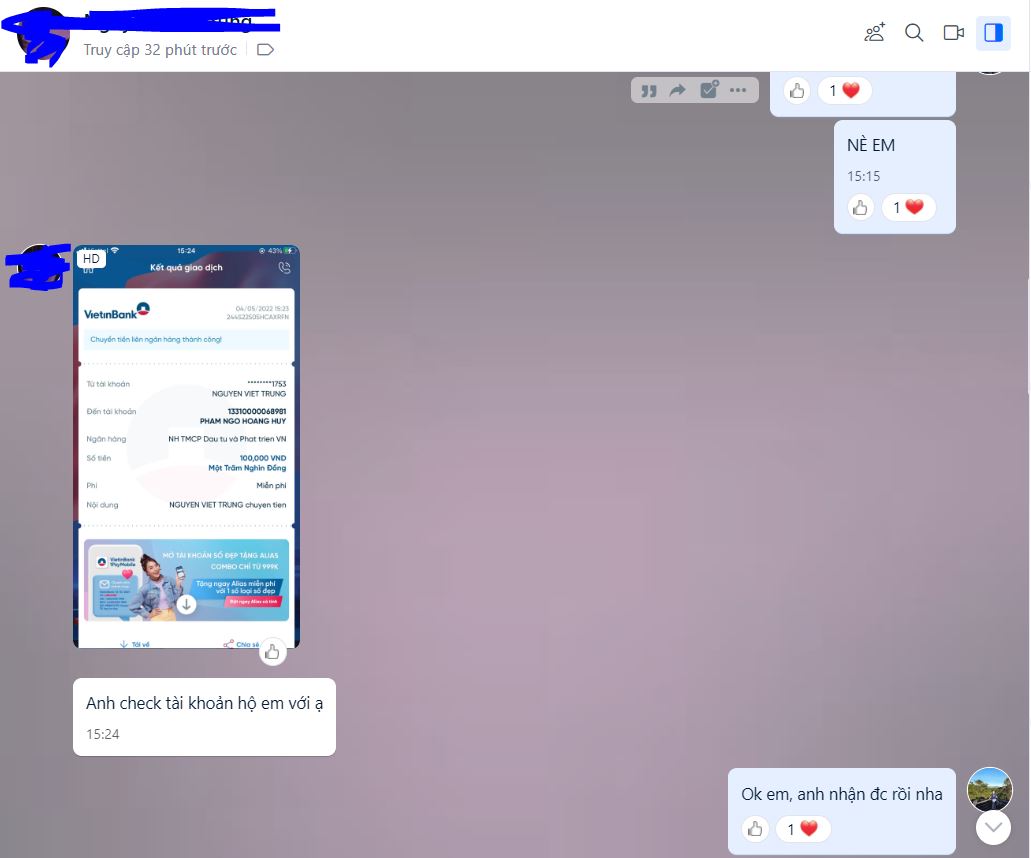 Truy cập 32 phút trước
1
NÈ EM
15:15
1
HD
15:24
43%
Kết quả giao dịch
VietinBank
04/05/2022 15:23
Chuyển tiền liên ngân hàng thành công!
Từ tài khoản
********1753
NGUYEN VIET TRUNG
Đến tài khoản
13310000068981
PHAM NGO HOANG HUY
Ngân hàng
NH TMCP Dau tu và Phat trien VN
Số tiền
100,000 VND
Một Trăm Nghìn Đồng
Phí
Miễn phí
Nội dung
NGUYEN VIET TRUNG chuyen tien
VietinBank
iPayMobile
MỞ TÀI KHOẢN SỐ ĐẸP TẶNG ALIAS
COMBO CHỈ TỪ 999K
Tặng ngay Alias miễn phí
với 1 số loại số đẹp
Tải về
Chia sẻ
Anh check tài khoản hộ em với ạ
15:24
Ok em, anh nhận đc rồi nha
1